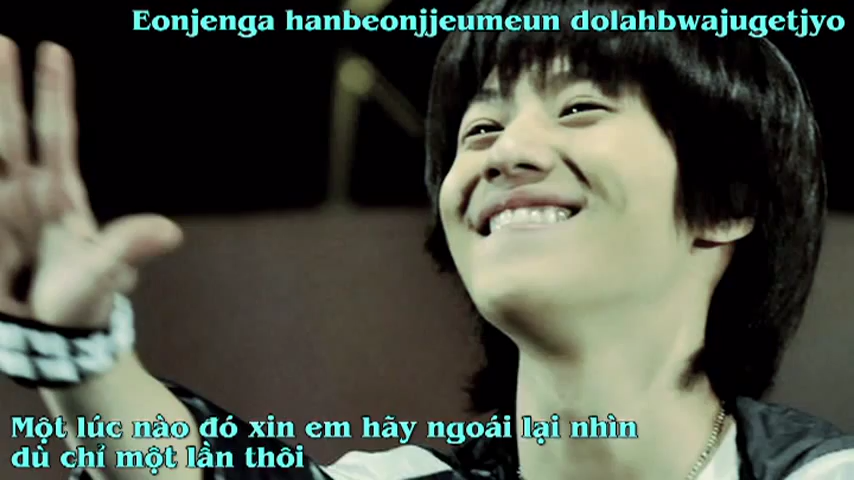 Eonjenga hanbeonjjeumeun dolahbwajugetjyo
Một lúc nào đó xin em hãy ngoái lại nhìn
dù chỉ một lần thôi